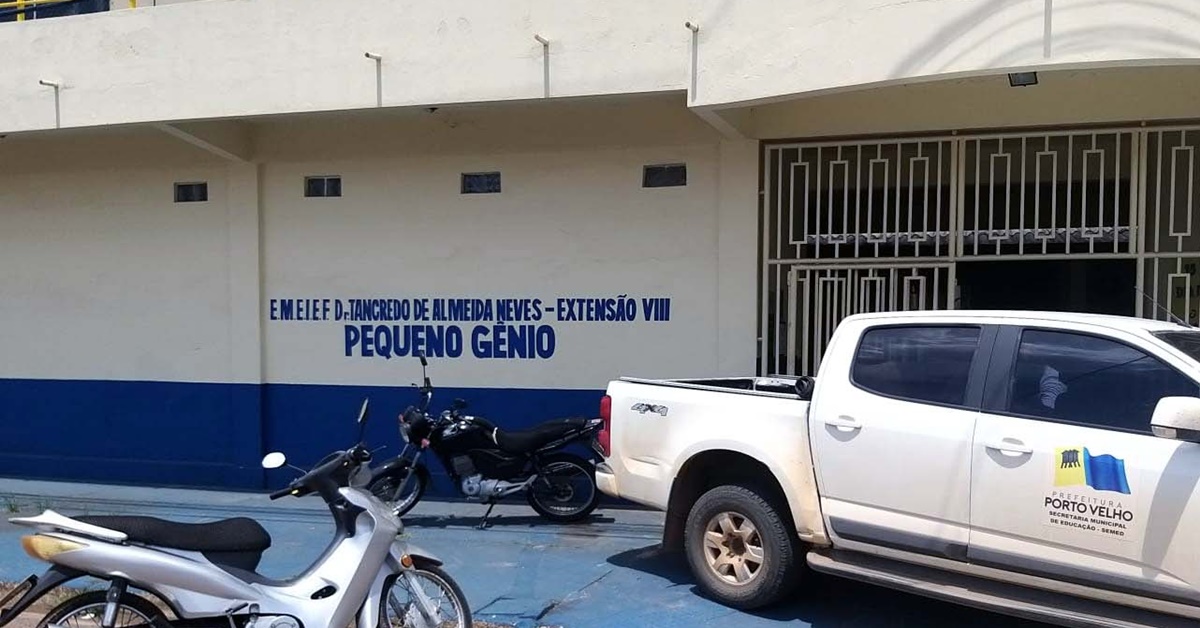 E.M.E.I.E.F Dr TANCREDO DE ALMEIDA NEVES - EXTENSÃO VIII
PEQUENO GÊNIO
4x4
PREFEITURA
PORTO VELHO
SECRETARIA MUNICIPAL
DE EDUCAÇÃO - SEMED